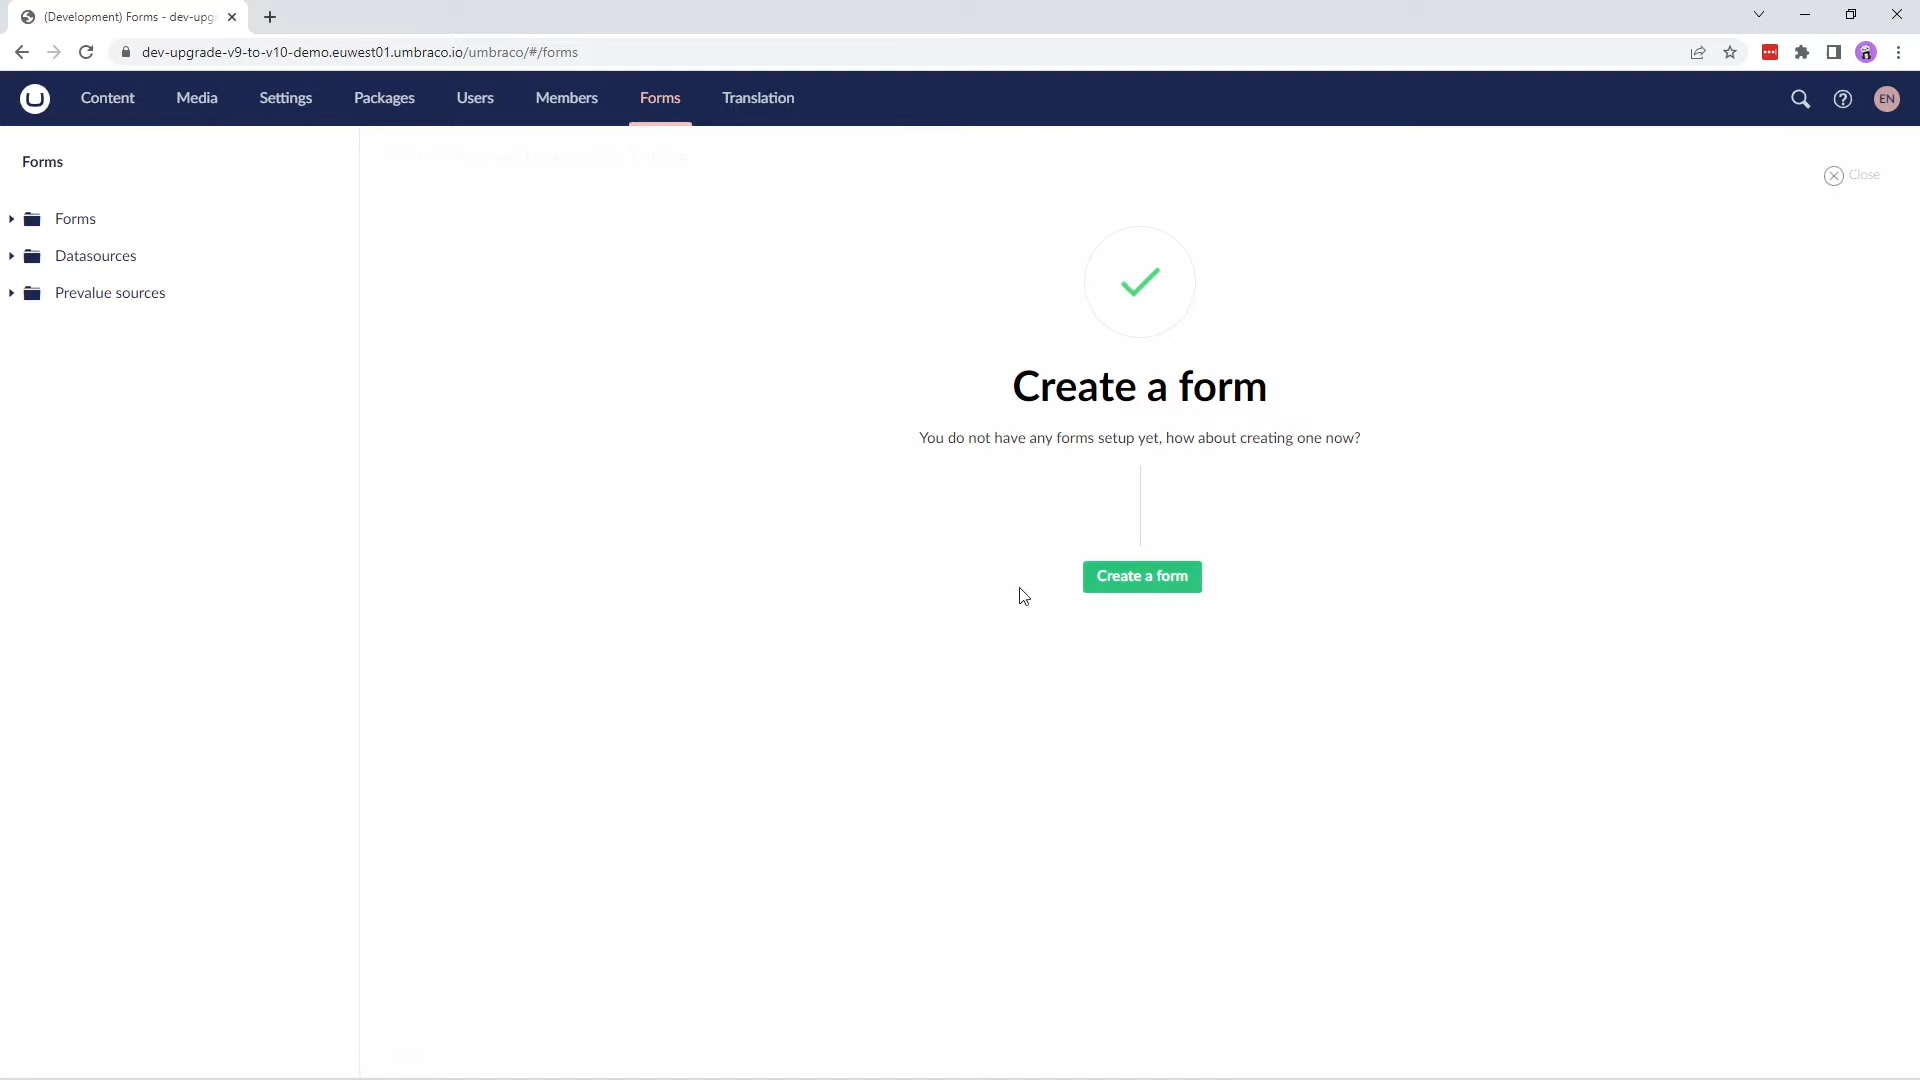 (Development) Forms - dev-upg
dev-upgrade-v9-to-v10-demo.euwest01.umbraco.io/umbraco/#/forms
Content Media Settings Packages Users Members Forms Translation
EN
Forms
Close
Forms
Datasources
Prevalue sources
Create a form
You do not have any forms setup yet, how about creating one now?
Create a form